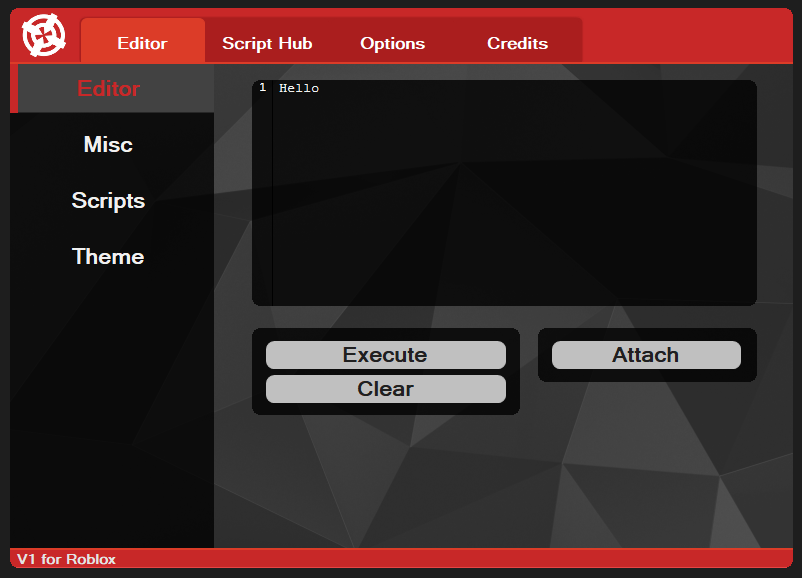 Editor
Script Hub
Options
Credits
Editor
Misc
Scripts
Theme
1 Hello
Execute
Clear
Attach
V1 for Roblox